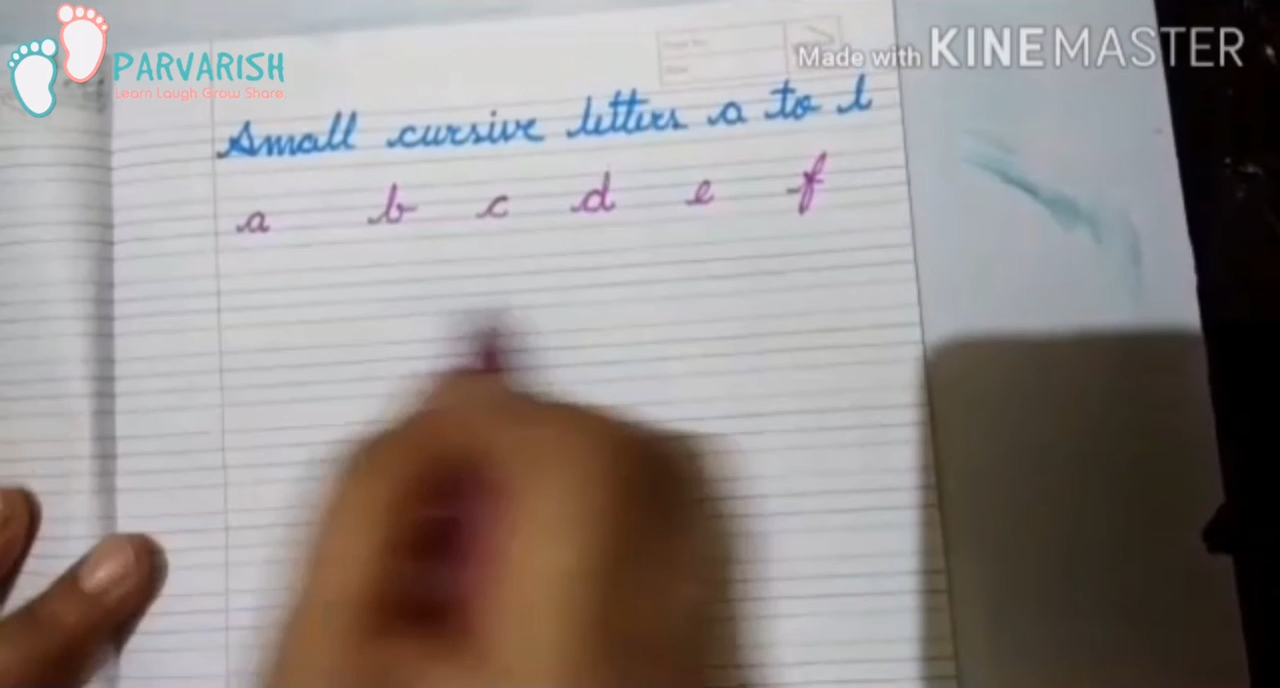 PARVARISH
Learn Laugh Grow Share
Made with KINEMASTER
Small cursive letters a to l
a b c d e f